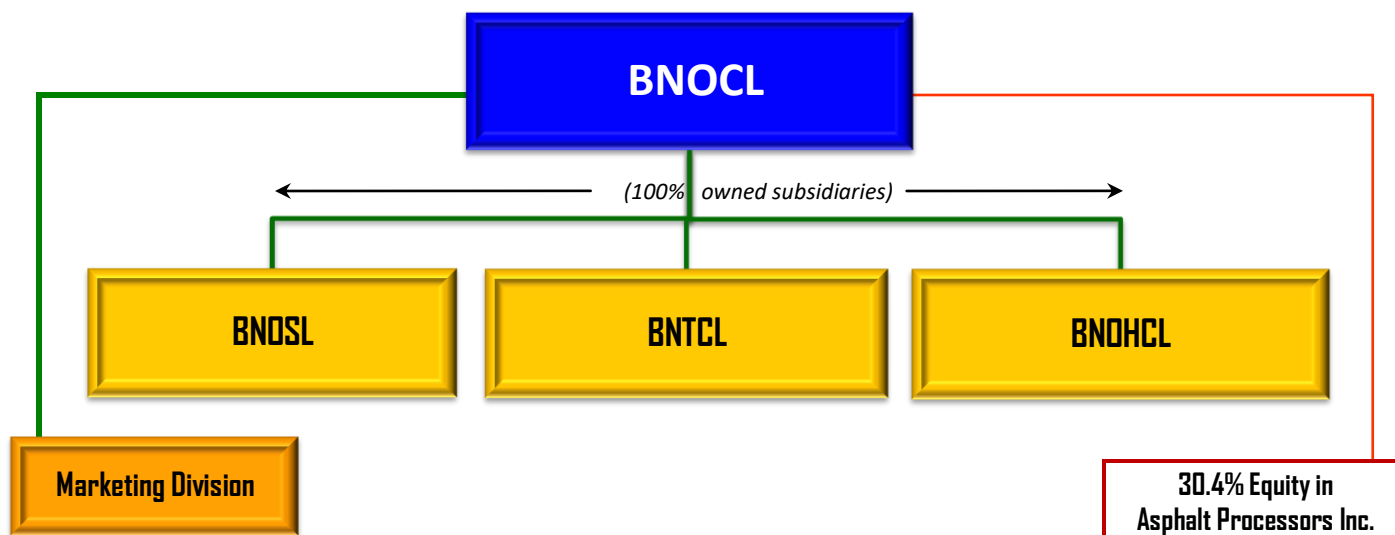 BNOCL
(100% owned subsidiaries)
BNOSL
BNTCL
BNOHCL
Marketing Division
30.4% Equity in
Asphalt Processors Inc.